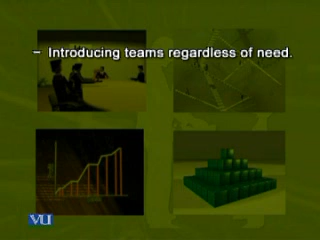 – Introducing teams regardless of need.
VU